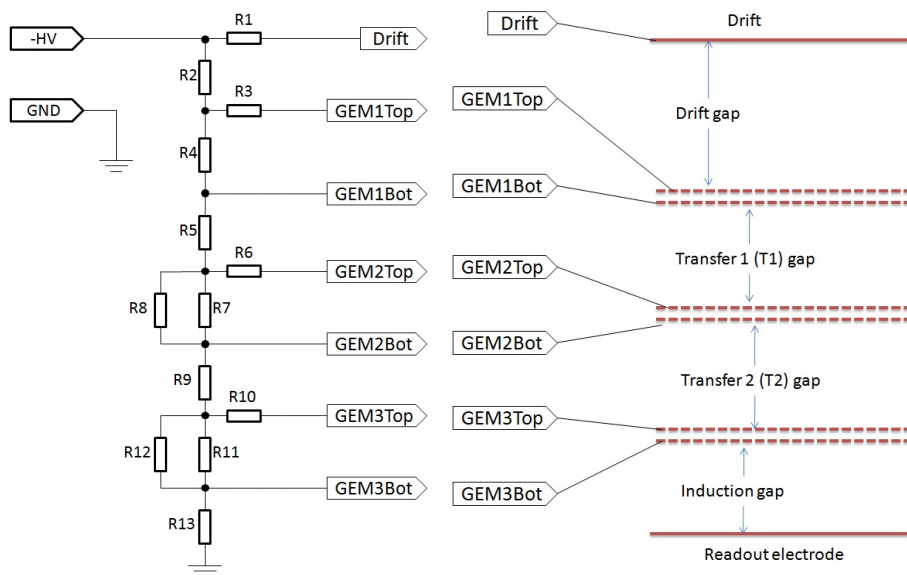 -HV
R1
Drift
R2
R3
GND
GEM1Top
R4
GEM1Bot
R5
R6
GEM2Top
R8
R7
GEM2Bot
R9
R10
GEM3Top
R12
R11
GEM3Bot
R13
Drift
Drift
GEM1Top
Drift gap
GEM1Bot
Transfer 1 (T1) gap
GEM2Top
GEM2Bot
Transfer 2 (T2) gap
GEM3Top
GEM3Bot
Induction gap
Readout electrode